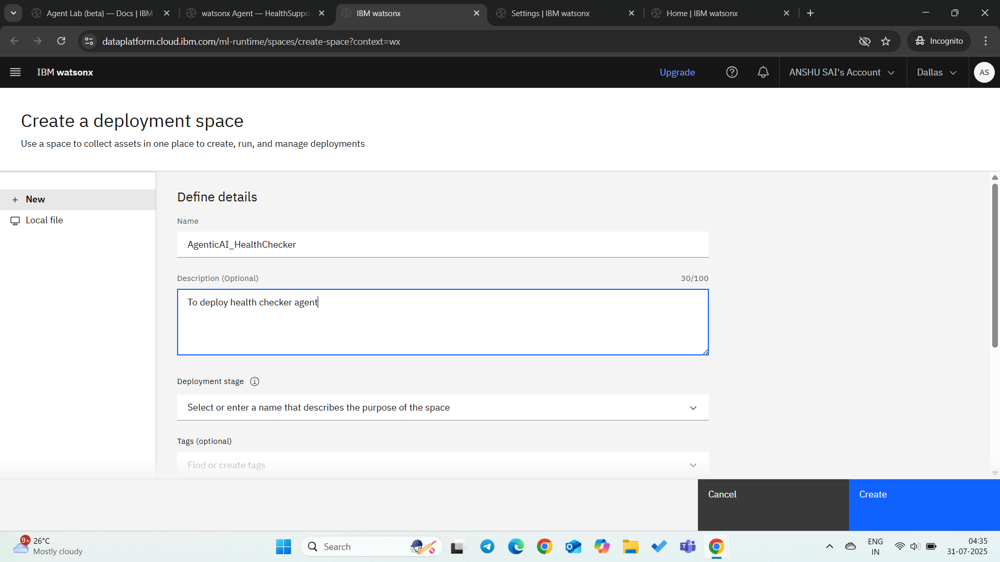 Agent Lab (beta) — Docs | IBM
watsonx Agent — HealthSuppo
IBM watsonx
Settings | IBM watsonx
Home | IBM watsonx
dataplatform.cloud.ibm.com/ml-runtime/spaces/create-space?context=wx
Incognito
IBM watsonx
Upgrade
ANSHU SAI's Account
Dallas
AS
Create a deployment space
Use a space to collect assets in one place to create, run, and manage deployments
New
Local file
Define details
Name
AgenticAI_HealthChecker
Description (Optional)
30/100
To deploy health checker agent
Deployment stage
Select or enter a name that describes the purpose of the space
Tags (optional)
Find or create tags
Cancel
Create
9+
26°C
Mostly cloudy
Search
ENG
IN
04:35
31-07-2025